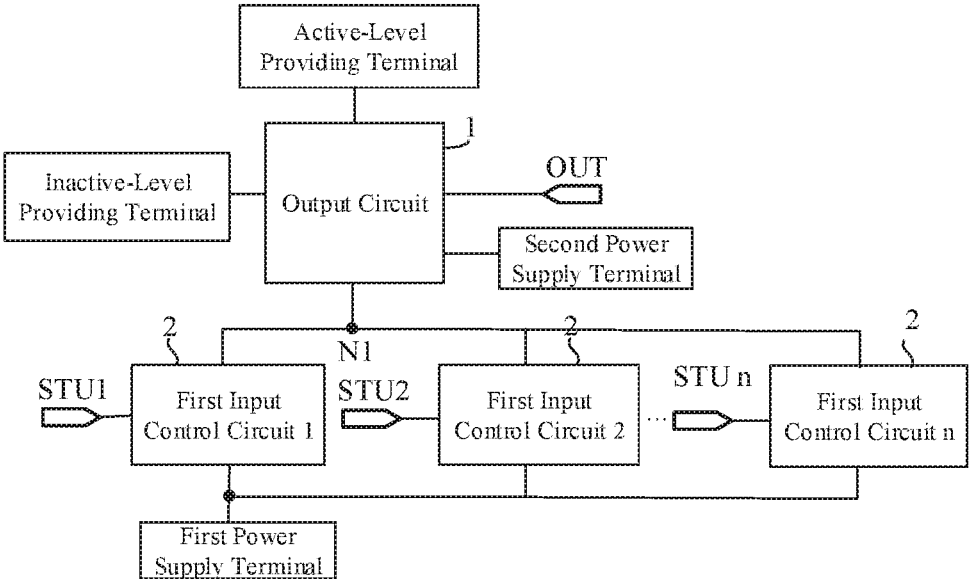 Active-Level
Providing Terminal
1
Inactive-Level
Providing Terminal
Output Circuit
OUT
Second Power
Supply Terminal
N1
2
2
2
STU1
First Input
Control Circuit 1
STU2
First Input
Control Circuit 2
...
STU n
First Input
Control Circuit n
First Power
Supply Terminal